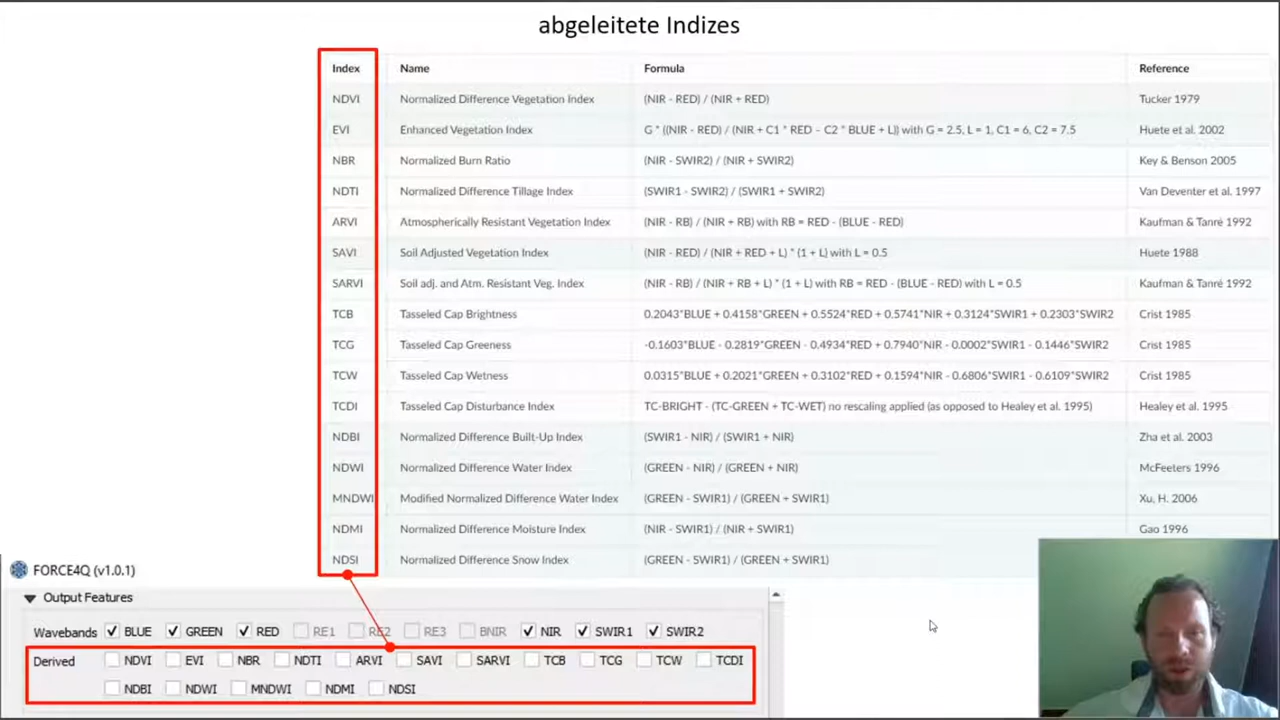 abgeleitete Indizes
Index Name Formula Reference
NDVI Normalized Difference Vegetation Index (NIR - RED) / (NIR + RED) Tucker 1979
EVI Enhanced Vegetation Index G * ((NIR - RED) / (NIR + C1 * RED - C2 * BLUE + L)) with G = 2.5, L = 1, C1 = 6, C2 = 7.5 Huete et al. 2002
NBR Normalized Burn Ratio (NIR - SWIR2) / (NIR + SWIR2) Key & Benson 2005
NDTI Normalized Difference Tillage Index (SWIR1 - SWIR2) / (SWIR1 + SWIR2) Van Deventer et al. 1997
ARVI Atmospherically Resistant Vegetation Index (NIR - RB) / (NIR + RB) with RB = RED - (BLUE - RED) Kaufman & Tanré 1992
SAVI Soil Adjusted Vegetation Index (NIR - RED) / (NIR + RED + L) * (1 + L) with L = 0.5 Huete 1988
SARVI Soil adj. and Atm. Resistant Veg. Index (NIR - RB) / (NIR + RB + L) * (1 + L) with RB = RED - (BLUE - RED) with L = 0.5 Kaufman & Tanré 1992
TCB Tasseled Cap Brightness 0.2043*BLUE + 0.4158*GREEN + 0.5524*RED + 0.5741*NIR + 0.3124*SWIR1 + 0.2303*SWIR2 Crist 1985
TCG Tasseled Cap Greeness -0.1603*BLUE - 0.2819*GREEN - 0.4934*RED + 0.7940*NIR - 0.0002*SWIR1 - 0.1446*SWIR2 Crist 1985
TCW Tasseled Cap Wetness 0.0315*BLUE + 0.2021*GREEN + 0.3102*RED + 0.1594*NIR - 0.6806*SWIR1 - 0.6109*SWIR2 Crist 1985
TCDI Tasseled Cap Disturbance Index TC-BRIGHT - (TC-GREEN + TC-WET) no rescaling applied (as opposed to Healey et al. 1995) Healey et al. 1995
NDBI Normalized Difference Built-Up Index (SWIR1 - NIR) / (SWIR1 + NIR) Zha et al. 2003
NDWI Normalized Difference Water Index (GREEN - NIR) / (GREEN + NIR) McFeeters 1996
MNDWI Modified Normalized Difference Water Index (GREEN - SWIR1) / (GREEN + SWIR1) Xu, H. 2006
NDMI Normalized Difference Moisture Index (NIR - SWIR1) / (NIR + SWIR1) Gao 1996
NDSI Normalized Difference Snow Index (GREEN - SWIR1) / (GREEN + SWIR1)
FORCE4Q (v1.0.1)
Output Features
Wavebands BLUE GREEN RED RE1 RE2 RE3 BNIR NIR SWIR1 SWIR2
Derived NDVI EVI NBR NDTI ARVI SAVI SARVI TCB TCG TCW TCDI
NDBI NDWI MNDWI NDMI NDSI